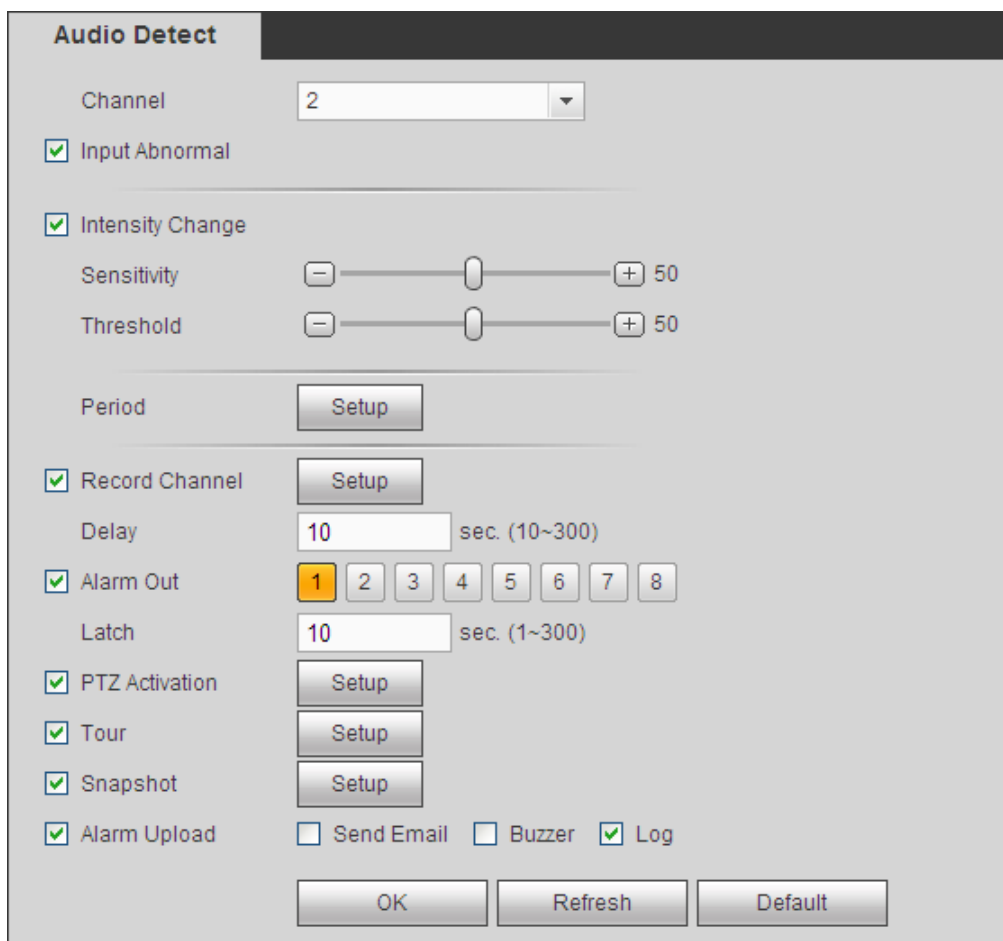 Audio Detect
Channel 2
Input Abnormal
Intensity Change
Sensitivity 50
Threshold 50
Period Setup
Record Channel Setup
Delay 10 sec. (10~300)
Alarm Out 1 2 3 4 5 6 7 8
Latch 10 sec. (1~300)
PTZ Activation Setup
Tour Setup
Snapshot Setup
Alarm Upload Send Email Buzzer Log
OK Refresh Default